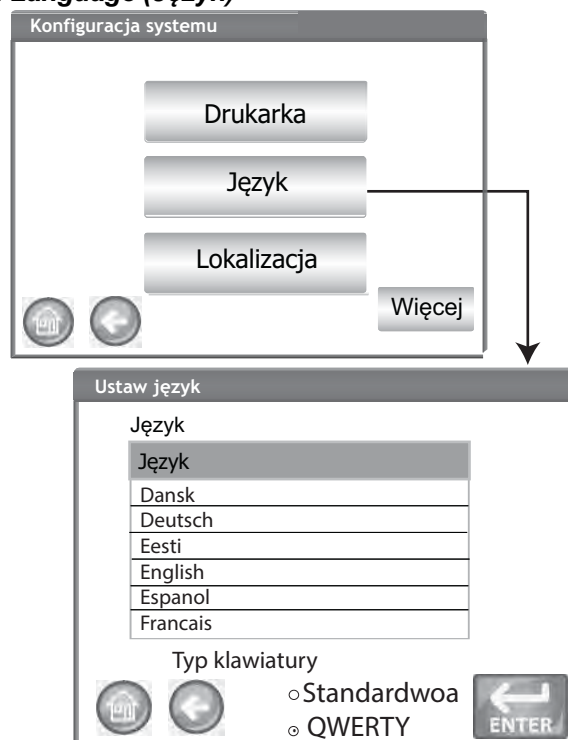 Language (Język)
Konfiguracja systemu
Drukarka
Język
Lokalizacja
Więcej
Ustaw język
Język
Język
Dansk
Deutsch
Eesti
English
Espanol
Francais
Typ klawiatury
Standardwoa
QWERTY
ENTER